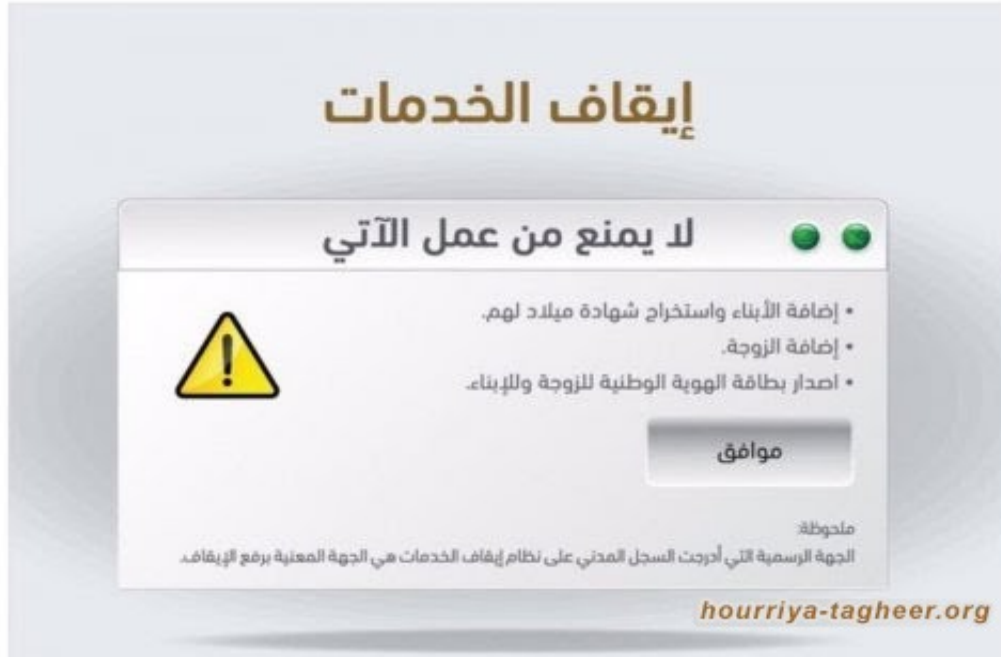 إيقاف الخدمات
لا يمنع من عمل الآتي
• إضافة الأبناء واستخراج شهادة ميلاد لهم.
• إضافة الزوجة.
• اصدار بطاقة الهوية الوطنية للزوجة وللإبناء.
موافق
ملحوظة:
الجهة الرسمية التي أدرجت السجل المدني على نظام إيقاف الخدمات هي الجهة المعنية برفع الإيقاف.
hourriya-tagheer.org